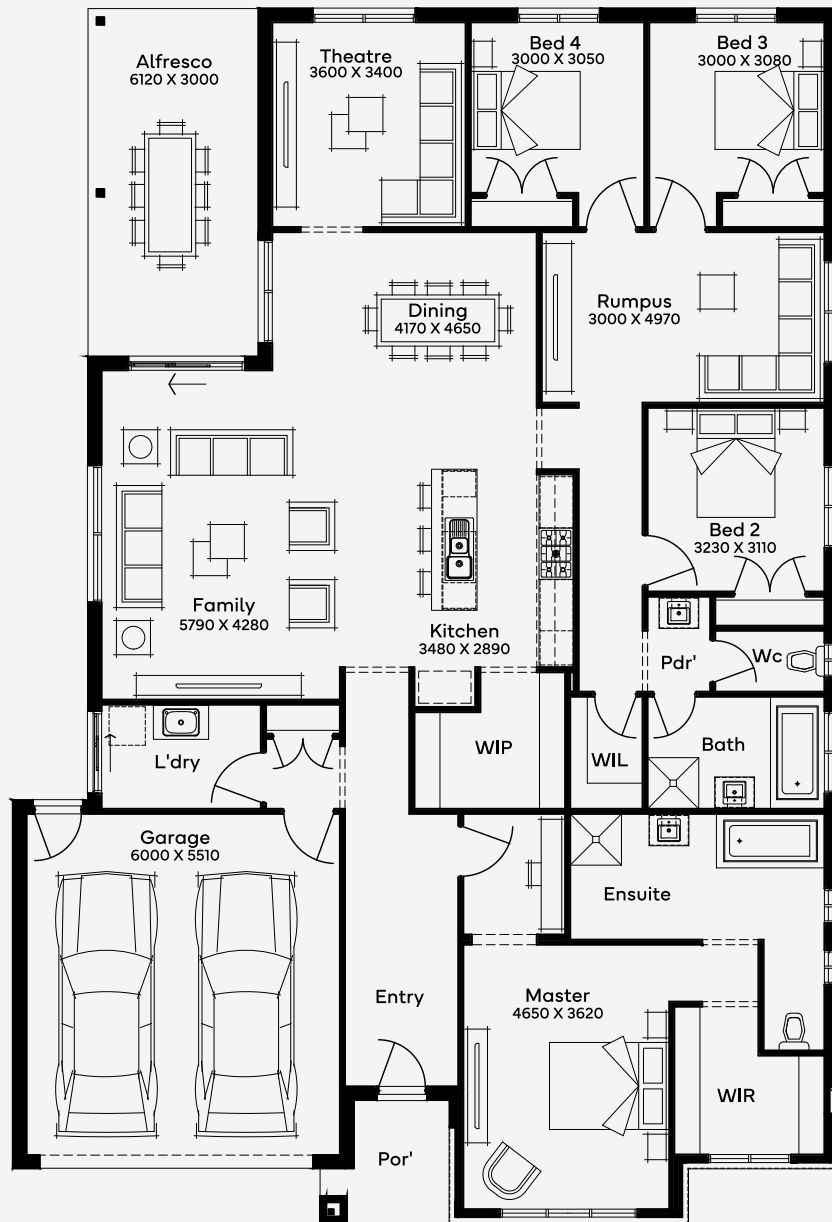 Alfresco
6120 X 3000
Theatre
3600 X 3400
Bed 4
3000 X 3050
Bed 3
3000 X 3080
Dining
4170 X 4650
Rumpus
3000 X 4970
Bed 2
3230 X 3110
Family
5790 X 4280
Kitchen
3480 X 2890
Pdr'
Wc
L'dry
WIP
WIL
Bath
Garage
6000 X 5510
Ensuite
Entry
Master
4650 X 3620
WIR
Por'